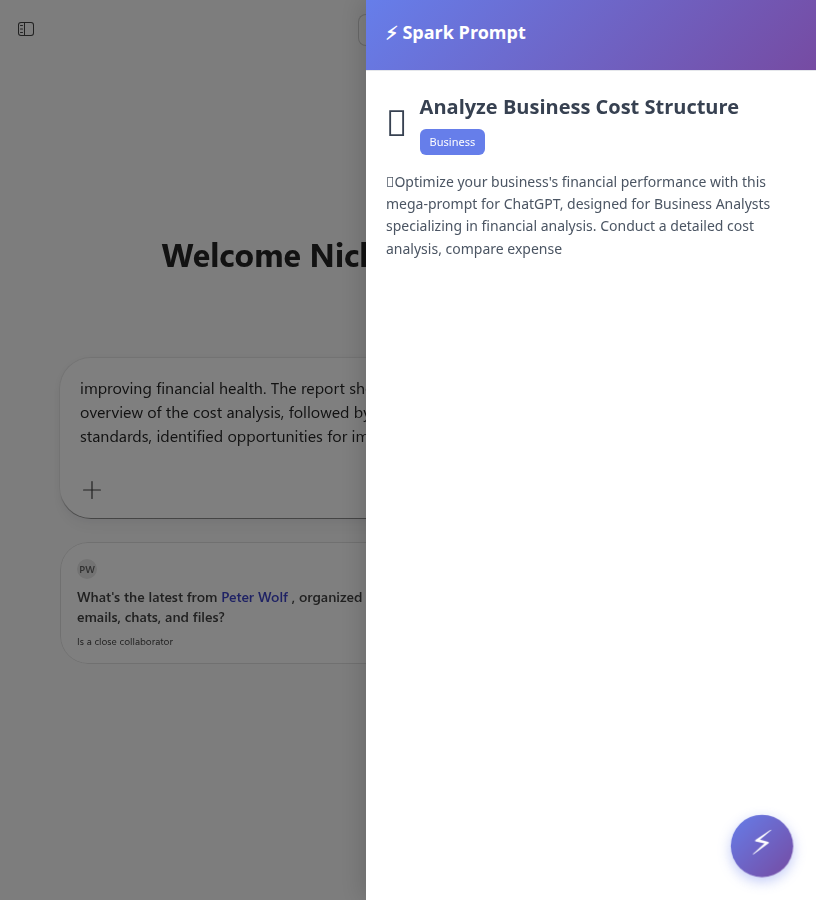 ⚡ Spark Prompt
Analyze Business Cost Structure
Business
Optimize your business's financial performance with this
mega-prompt for ChatGPT, designed for Business Analysts
specializing in financial analysis. Conduct a detailed cost
analysis, compare expense
Welcome Nicl
improving financial health. The report sh
overview of the cost analysis, followed by
standards, identified opportunities for im
PW
What's the latest from Peter Wolf , organized
emails, chats, and files?
Is a close collaborator